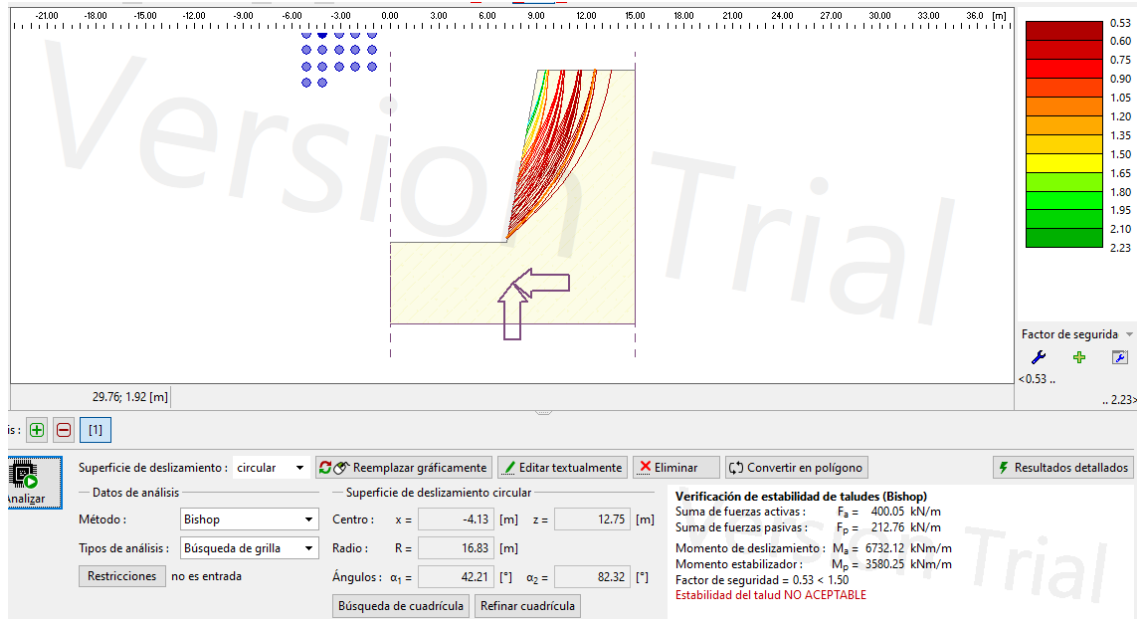 -21.00 -18.00 -15.00 -12.00 -9.00 -6.00 -3.00 0.00 3.00 6.00 9.00 12.00 15.00 18.00 21.00 24.00 27.00 30.00 33.00 36.0 [m]
Version Trial
0.53
0.60
0.75
0.90
1.05
1.20
1.35
1.50
1.65
1.80
1.95
2.10
2.23
Factor de segurida
<0.53 ..
.. 2.23>
29.76; 1.92 [m]
is : [1]
Analizar
Superficie de deslizamiento : circular Reemplazar gráficamente Editar textualmente Eliminar Convertir en polígono Resultados detallados
Datos de análisis
Método : Bishop
Tipos de análisis : Búsqueda de grilla
Restricciones no es entrada
Superficie de deslizamiento circular
Centro : x = -4.13 [m] z = 12.75 [m]
Radio : R = 16.83 [m]
Ángulos : α1 = 42.21 [°] α2 = 82.32 [°]
Búsqueda de cuadrícula Refinar cuadrícula
Version Trial
Verificación de estabilidad de taludes (Bishop)
Suma de fuerzas activas : Fa = 400.05 kN/m
Suma de fuerzas pasivas : Fp = 212.76 kN/m
Momento de deslizamiento : Ma = 6732.12 kNm/m
Momento estabilizador : Mp = 3580.25 kNm/m
Factor de seguridad = 0.53 < 1.50
Estabilidad del talud NO ACEPTABLE